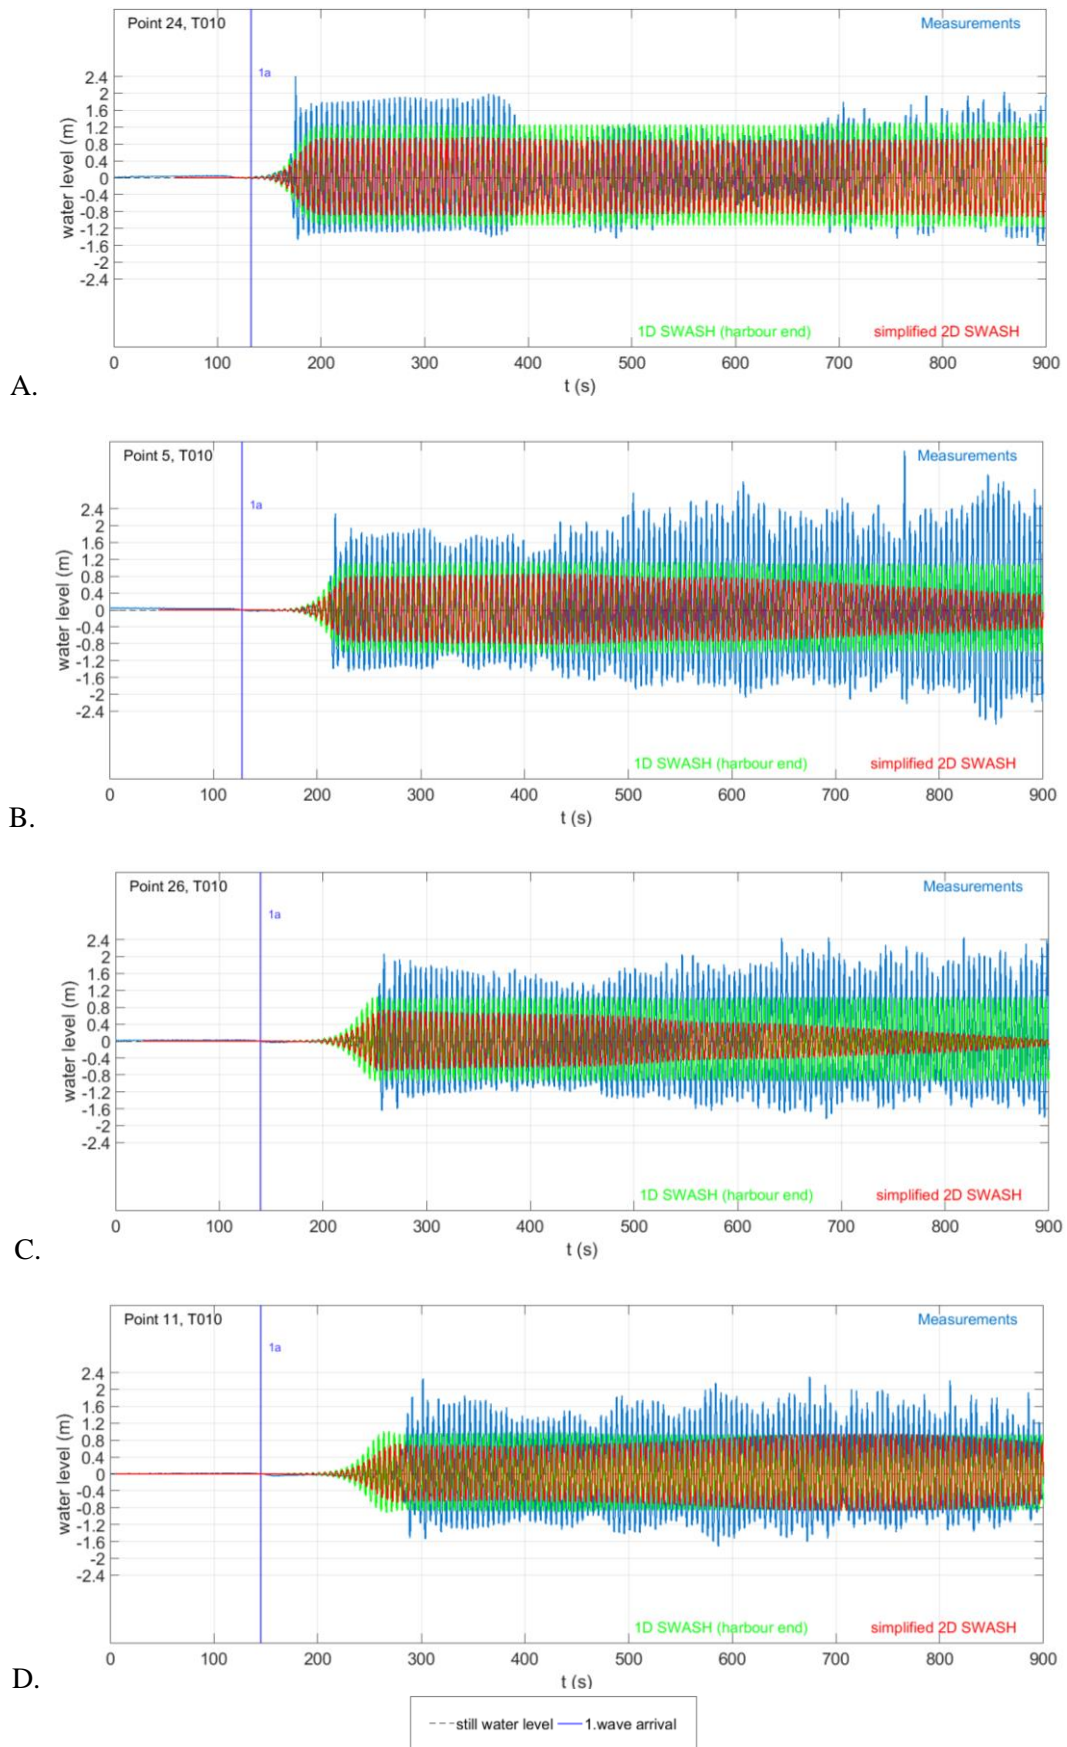 Point 24, T010 Measurements
1a
2.4
2
1.6
1.2
0.8
0.4
0
-0.4
-0.8
-1.2
-1.6
-2
-2.4
water level (m)
1D SWASH (harbour end) simplified 2D SWASH
0 100 200 300 400 500 600 700 800 900
t (s)
A.
Point 5, T010 Measurements
1a
2.4
2
1.6
1.2
0.8
0.4
0
-0.4
-0.8
-1.2
-1.6
-2
-2.4
water level (m)
1D SWASH (harbour end) simplified 2D SWASH
0 100 200 300 400 500 600 700 800 900
t (s)
B.
Point 26, T010 Measurements
1a
2.4
2
1.6
1.2
0.8
0.4
0
-0.4
-0.8
-1.2
-1.6
-2
-2.4
water level (m)
1D SWASH (harbour end) simplified 2D SWASH
0 100 200 300 400 500 600 700 800 900
t (s)
C.
Point 11, T010 Measurements
1a
2.4
2
1.6
1.2
0.8
0.4
0
-0.4
-0.8
-1.2
-1.6
-2
-2.4
water level (m)
1D SWASH (harbour end) simplified 2D SWASH
0 100 200 300 400 500 600 700 800 900
t (s)
D.
still water level 1.wave arrival